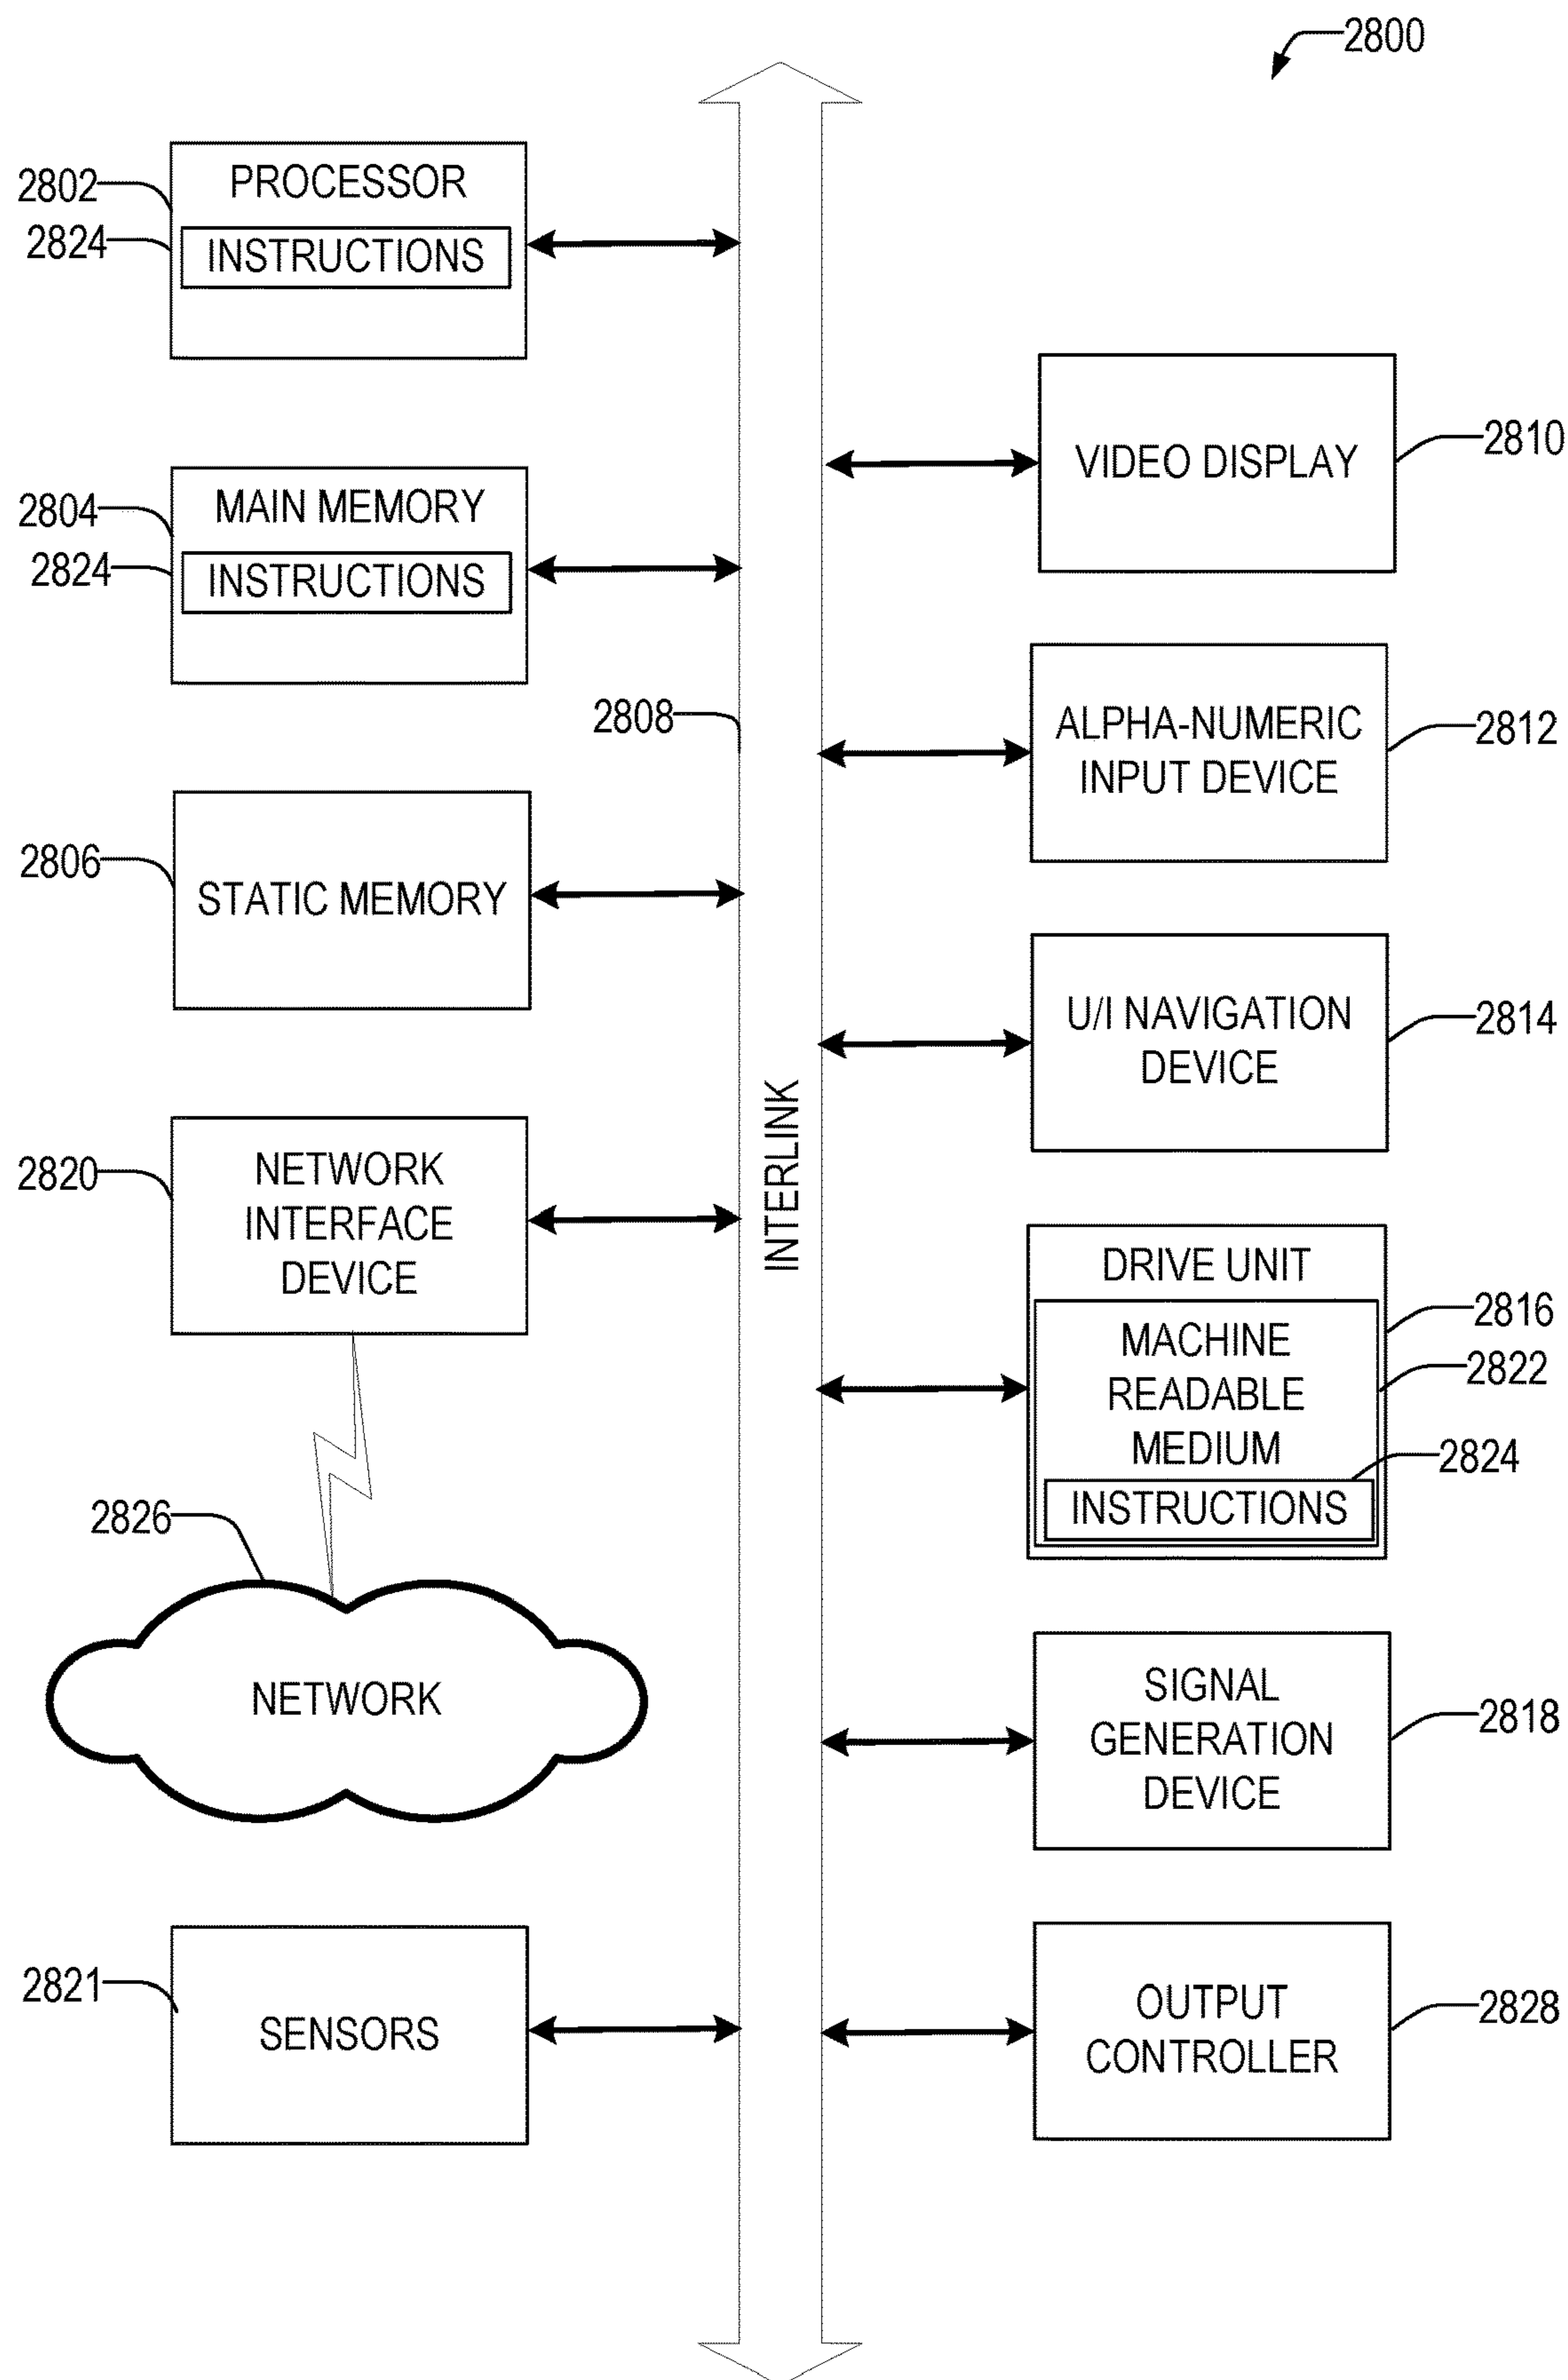 2800
2802
PROCESSOR
2824
INSTRUCTIONS
2804
MAIN MEMORY
2824
INSTRUCTIONS
2808
2806
STATIC MEMORY
2820
NETWORK
INTERFACE
DEVICE
2826
NETWORK
2821
SENSORS
INTERLINK
VIDEO DISPLAY
2810
ALPHA-NUMERIC
INPUT DEVICE
2812
U/I NAVIGATION
DEVICE
2814
DRIVE UNIT
2816
MACHINE
READABLE
MEDIUM
2822
2824
INSTRUCTIONS
SIGNAL
GENERATION
DEVICE
2818
OUTPUT
CONTROLLER
2828